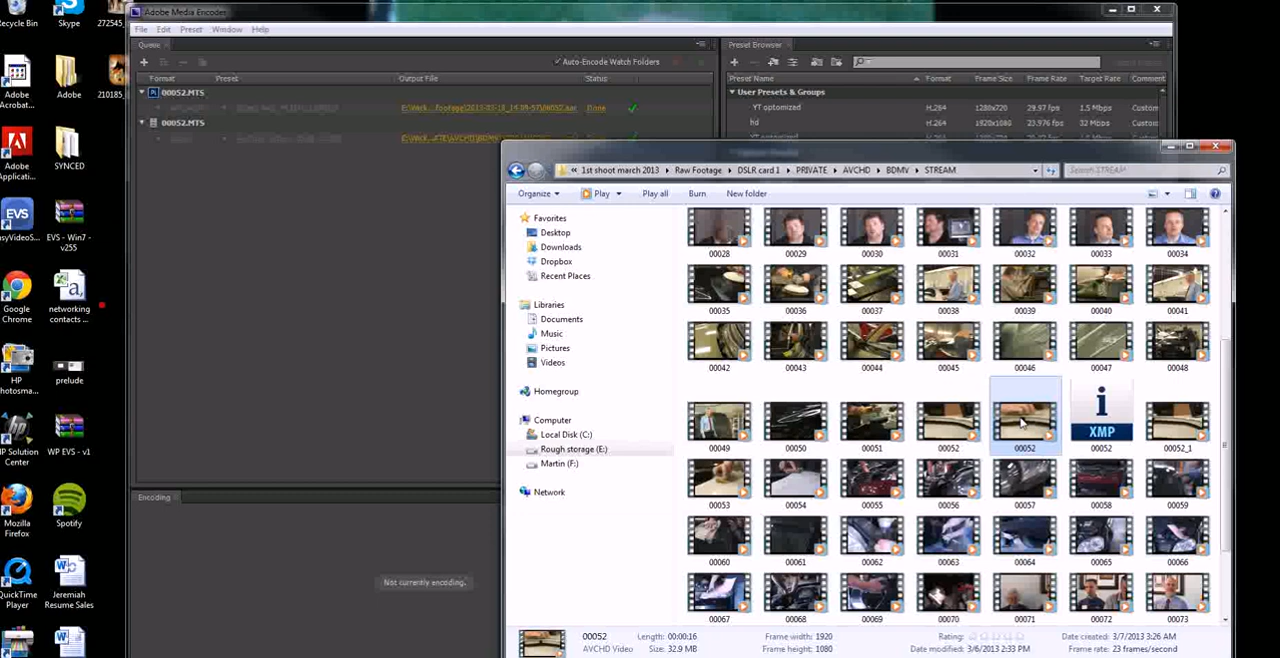 Recycle Bin
Skype
272545_
Adobe Acrobat...
Adobe
210185_
Adobe Applicati...
SYNCED
EasyVideoS...
EVS - Win7 - v255
Google Chrome
networking contacts ...
HP Photosma...
prelude
HP Solution Center
WP EVS - v1
Mozilla Firefox
Spotify
QuickTime Player
Jeremiah Resume Sales
Adobe Media Encoder
File Edit Preset Window Help
Queue
Auto-Encode Watch Folders
Format Preset Output File Status
00052.MTS
Done
00052.MTS
Encoding
Not currently encoding.
Preset Browser
Preset Name Format Frame Size Frame Rate Target Rate Comment
User Presets & Groups
YT optomized H.264 1280x720 29.97 fps 1.5 Mbps Custom
hd H.264 1920x1080 23.976 fps 32 Mbps Custom
« 1st shoot march 2013 Raw Footage DSLR card 1 PRIVATE AVCHD BDMV STREAM
Search STREAM
Organize Play Play all Burn New folder
Favorites
Desktop
Downloads
Dropbox
Recent Places
Libraries
Documents
Music
Pictures
Videos
Homegroup
Computer
Local Disk (C:)
Rough storage (E:)
Martin (F:)
Network
00028 00029 00030 00031 00032 00033 00034
00035 00036 00037 00038 00039 00040 00041
00042 00043 00044 00045 00046 00047 00048
i
XMP
00049 00050 00051 00052 00052 00052 00052_1
00053 00054 00055 00056 00057 00058 00059
00060 00061 00062 00063 00064 00065 00066
00067 00068 00069 00070 00071 00072 00073
00052 Length: 00:00:16 Frame width: 1920 Rating: Date created: 3/7/2013 3:26 AM
AVCHD Video Size: 32.9 MB Frame height: 1080 Date modified: 3/6/2013 2:33 PM Frame rate: 23 frames/second